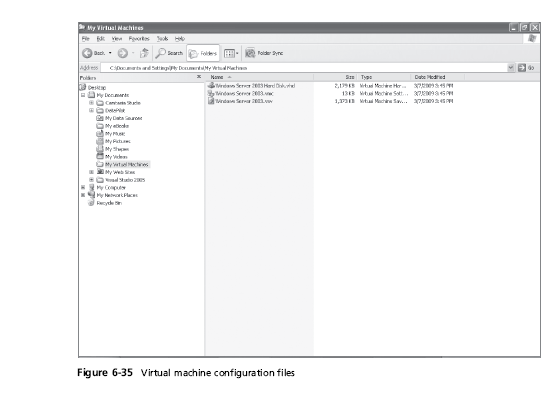 My Virtual Machines
File Edit View Favorites Tools Help
Back Search Folders Folder Sync
Address C:\Documents and Settings\My Documents\My Virtual Machines Go
Folders
Name Size Type Date Modified
Desktop
My Documents
Camtasia Studio
DataPilot
My Data Sources
My eBooks
My Music
My Pictures
My Shapes
My Videos
My Virtual Machines
My Web Sites
Visual Studio 2005
My Computer
My Network Places
Recycle Bin
Windows Server 2003 Hard Disk.vhd 2,179 KB Virtual Machine Har... 3/7/2009 3:45 PM
Windows Server 2003.vmc 13 KB Virtual Machine Sett... 3/7/2009 3:45 PM
Windows Server 2003.vsv 1,373 KB Virtual Machine Sav... 3/7/2009 3:45 PM
Figure 6-35 Virtual machine configuration files